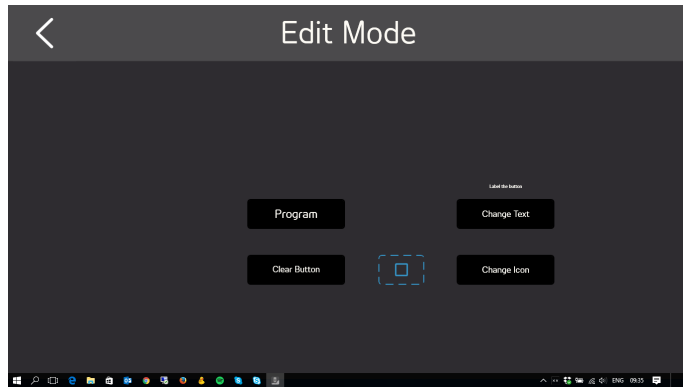 Edit Mode
Label the button
Program
Change Text
Clear Button
Change Icon
ENG 09:35